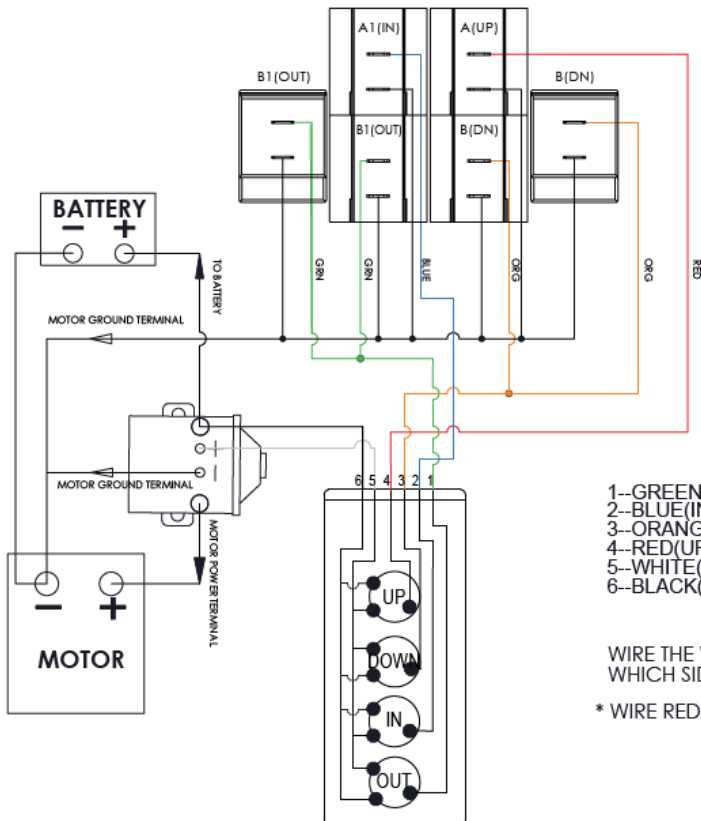 A1(IN)
A(UP)
B1(OUT)
B(DN)
B1(OUT)
B(DN)
BATTERY
- +
GRN
GRN
BLUE
ORG
ORG
RED
TO BATTERY
MOTOR GROUND TERMINAL
+
-
MOTOR GROUND TERMINAL
MOTOR POWER TERMINAL
- +
MOTOR
6 5 4 3 2 1
UP
DOWN
IN
OUT
1--GREEN
2--BLUE(IN
3--ORANG
4--RED(UP
5--WHITE(
6--BLACK(
WIRE THE
WHICH SID
* WIRE RED